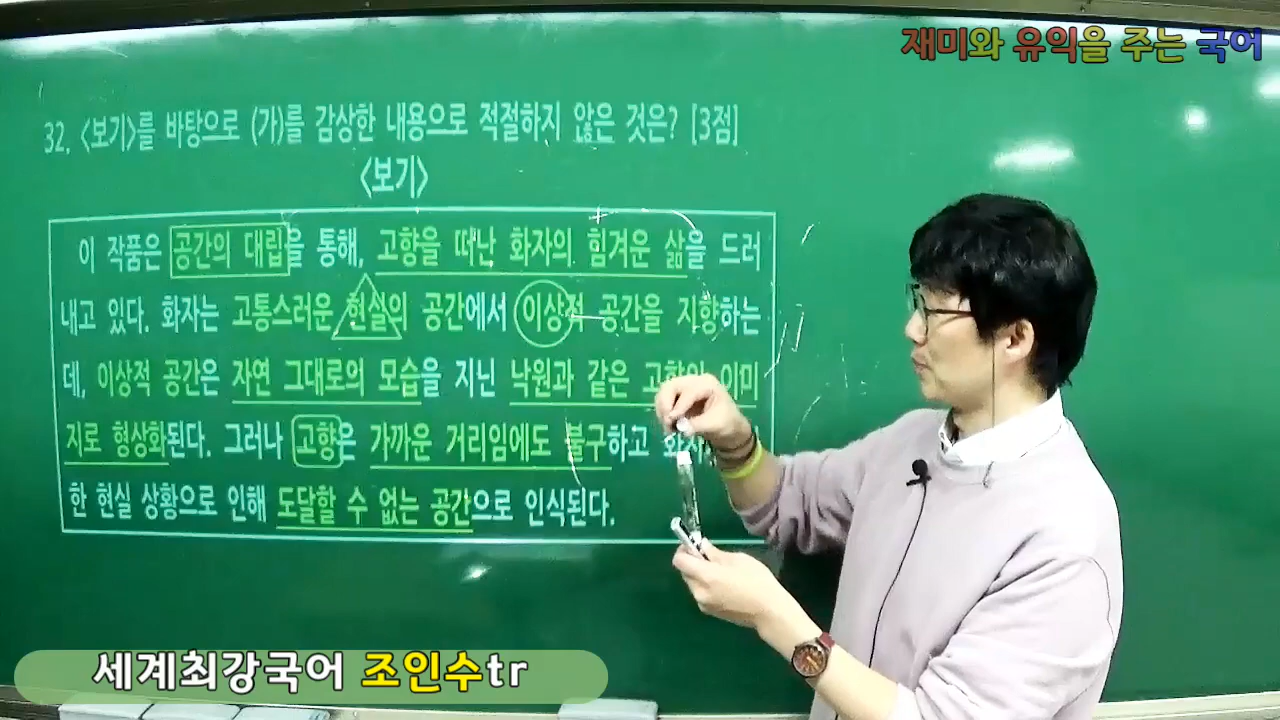 재미와 유익을 주는 국어
32. <보기>를 바탕으로 (가)를 감상한 내용으로 적절하지 않은 것은? [3점]
<보기>
이 작품은 공간의 대립을 통해, 고향을 떠난 화자의 힘겨운 삶을 드러
내고 있다. 화자는 고통스러운 현실의 공간에서 이상적 공간을 지향하는
데, 이상적 공간은 자연 그대로의 모습을 지닌 낙원과 같은 고향의 이미
지로 형상화된다. 그러나 고향은 가까운 거리임에도 불구하고
한 현실 상황으로 인해 도달할 수 없는 공간으로 인식된다.
세계최강국어 조인수tr